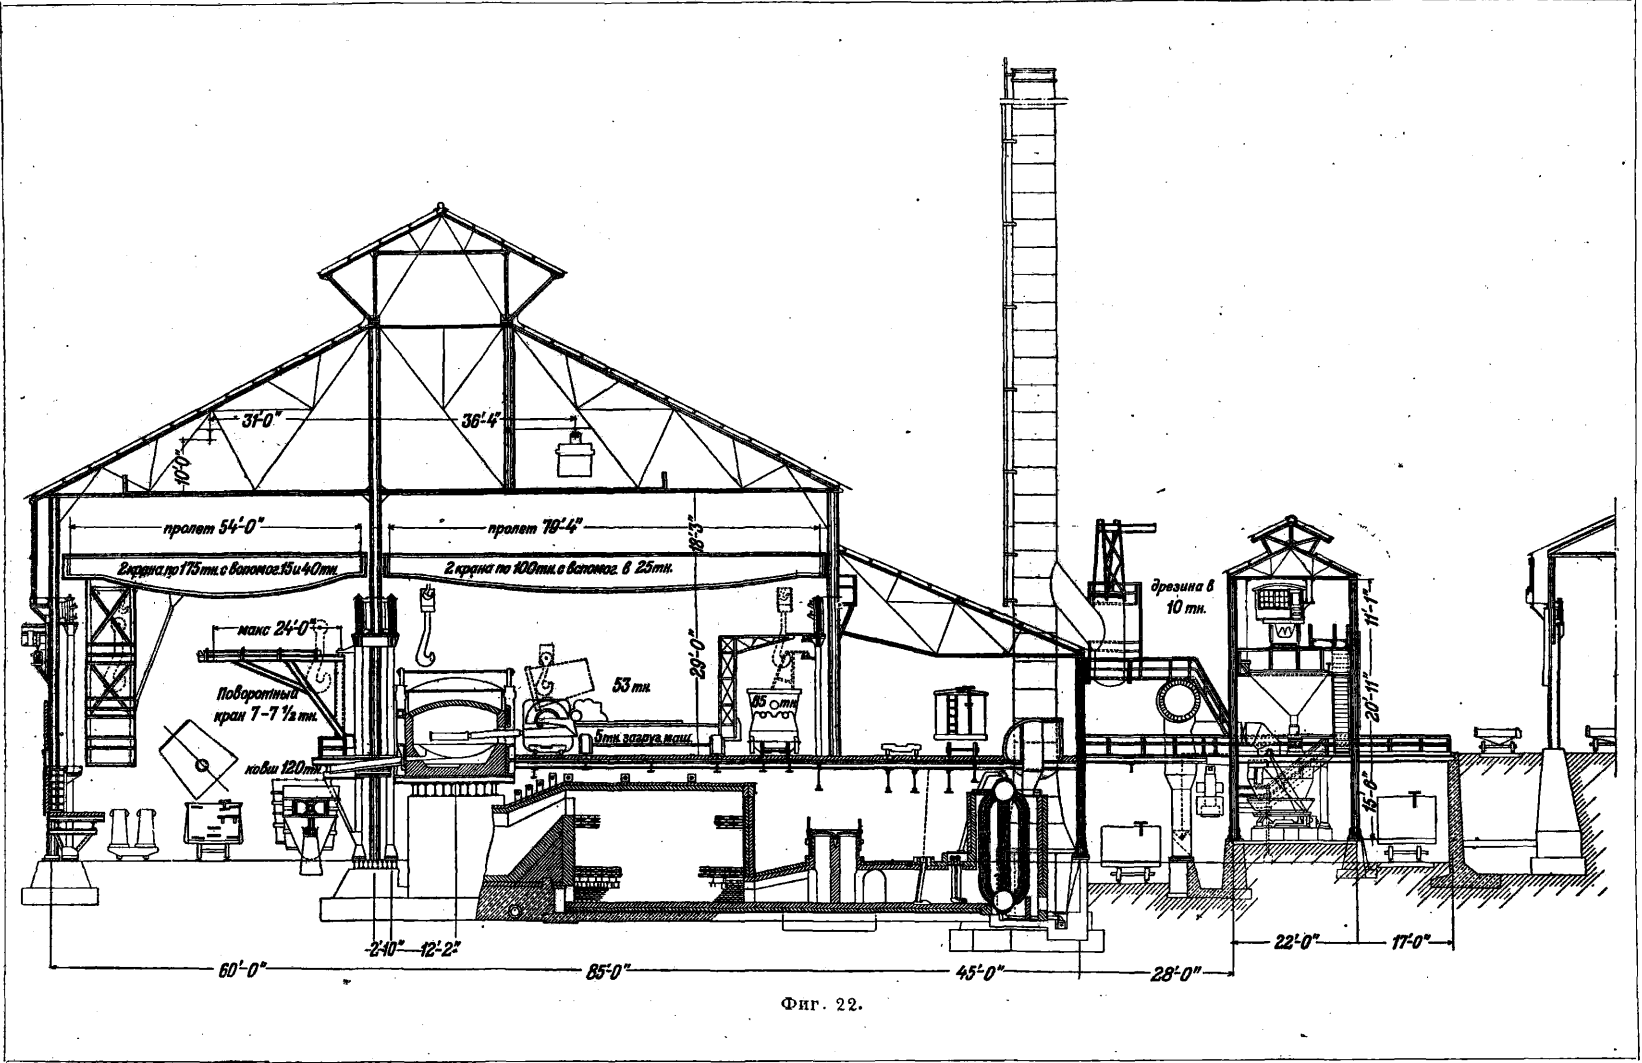 31'-0"
36'-4"
10'-0"
пролет 54'-0"
пролет 79'-4"
18'-3"
2 крана по 175 тн. с вспомог. 15 и 40 тн.
2 крана по 100 тн. с вспомог. в 25 тн.
дрезина в
10 тн.
11'-1"
макс 24'-0"
29'-0"
Поворотный
кран 7-7 1/2 тн.
53 тн.
85 тн.
20'-11"
5 тн. загруз. маш.
ковш 120 тн.
15'-6"
2'-10" 12'-2"
22'-0" 17'-0"
60'-0" 85'-0" 45'-0" 28'-0"
Фиг. 22.